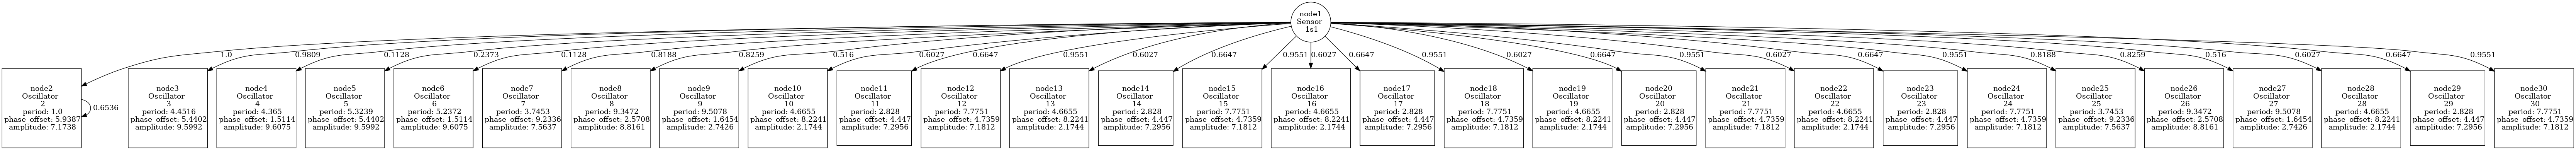 node1
Sensor
1s1
-1.0
0.9809
-0.1128
-0.2373
-0.1128
-0.8188
-0.8259
0.516
0.6027
-0.6647
-0.9551
0.6027
-0.6647
-0.9551
0.6027
-0.6647
-0.9551
0.6027
-0.6647
-0.9551
0.6027
-0.6647
-0.9551
-0.8188
-0.8259
0.516
0.6027
-0.6647
-0.9551
-0.6536
node2
Oscillator
2
period: 1.0
phase_offset: 5.9387
amplitude: 7.1738
node3
Oscillator
3
period: 4.4516
phase_offset: 5.4402
amplitude: 9.5992
node4
Oscillator
4
period: 4.365
phase_offset: 1.5114
amplitude: 9.6075
node5
Oscillator
5
period: 5.3239
phase_offset: 5.4402
amplitude: 9.5992
node6
Oscillator
6
period: 5.2372
phase_offset: 1.5114
amplitude: 9.6075
node7
Oscillator
7
period: 3.7453
phase_offset: 9.2336
amplitude: 7.5637
node8
Oscillator
8
period: 9.3472
phase_offset: 2.5708
amplitude: 8.8161
node9
Oscillator
9
period: 9.5078
phase_offset: 1.6454
amplitude: 2.7426
node10
Oscillator
10
period: 4.6655
phase_offset: 8.2241
amplitude: 2.1744
node11
Oscillator
11
period: 2.828
phase_offset: 4.447
amplitude: 7.2956
node12
Oscillator
12
period: 7.7751
phase_offset: 4.7359
amplitude: 7.1812
node13
Oscillator
13
period: 4.6655
phase_offset: 8.2241
amplitude: 2.1744
node14
Oscillator
14
period: 2.828
phase_offset: 4.447
amplitude: 7.2956
node15
Oscillator
15
period: 7.7751
phase_offset: 4.7359
amplitude: 7.1812
node16
Oscillator
16
period: 4.6655
phase_offset: 8.2241
amplitude: 2.1744
node17
Oscillator
17
period: 2.828
phase_offset: 4.447
amplitude: 7.2956
node18
Oscillator
18
period: 7.7751
phase_offset: 4.7359
amplitude: 7.1812
node19
Oscillator
19
period: 4.6655
phase_offset: 8.2241
amplitude: 2.1744
node20
Oscillator
20
period: 2.828
phase_offset: 4.447
amplitude: 7.2956
node21
Oscillator
21
period: 7.7751
phase_offset: 4.7359
amplitude: 7.1812
node22
Oscillator
22
period: 4.6655
phase_offset: 8.2241
amplitude: 2.1744
node23
Oscillator
23
period: 2.828
phase_offset: 4.447
amplitude: 7.2956
node24
Oscillator
24
period: 7.7751
phase_offset: 4.7359
amplitude: 7.1812
node25
Oscillator
25
period: 3.7453
phase_offset: 9.2336
amplitude: 7.5637
node26
Oscillator
26
period: 9.3472
phase_offset: 2.5708
amplitude: 8.8161
node27
Oscillator
27
period: 9.5078
phase_offset: 1.6454
amplitude: 2.7426
node28
Oscillator
28
period: 4.6655
phase_offset: 8.2241
amplitude: 2.1744
node29
Oscillator
29
period: 2.828
phase_offset: 4.447
amplitude: 7.2956
node30
Oscillator
30
period: 7.7751
phase_offset: 4.7359
amplitude: 7.1812